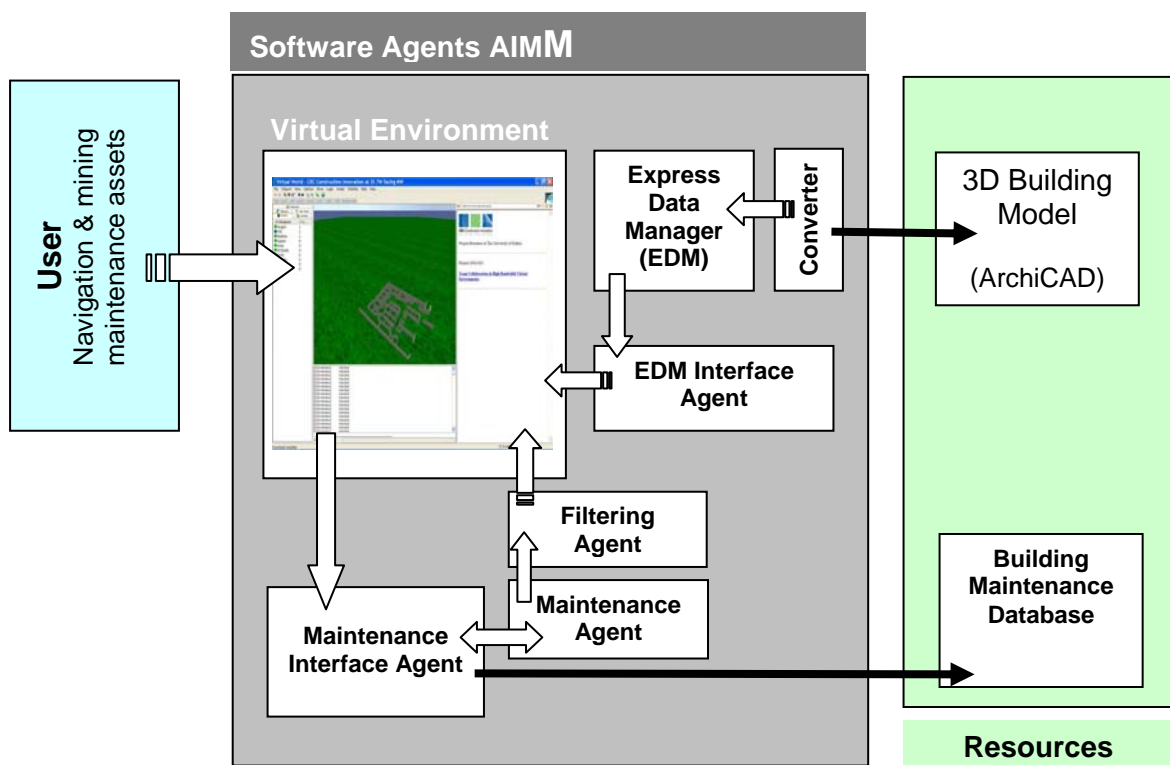 Software Agents AIMM
User
Navigation & mining
maintenance assets
Virtual Environment
Express
Data
Manager
(EDM)
Converter
3D Building
Model
(ArchiCAD)
EDM Interface
Agent
Filtering
Agent
Maintenance
Agent
Maintenance
Interface Agent
Building
Maintenance
Database
Resources